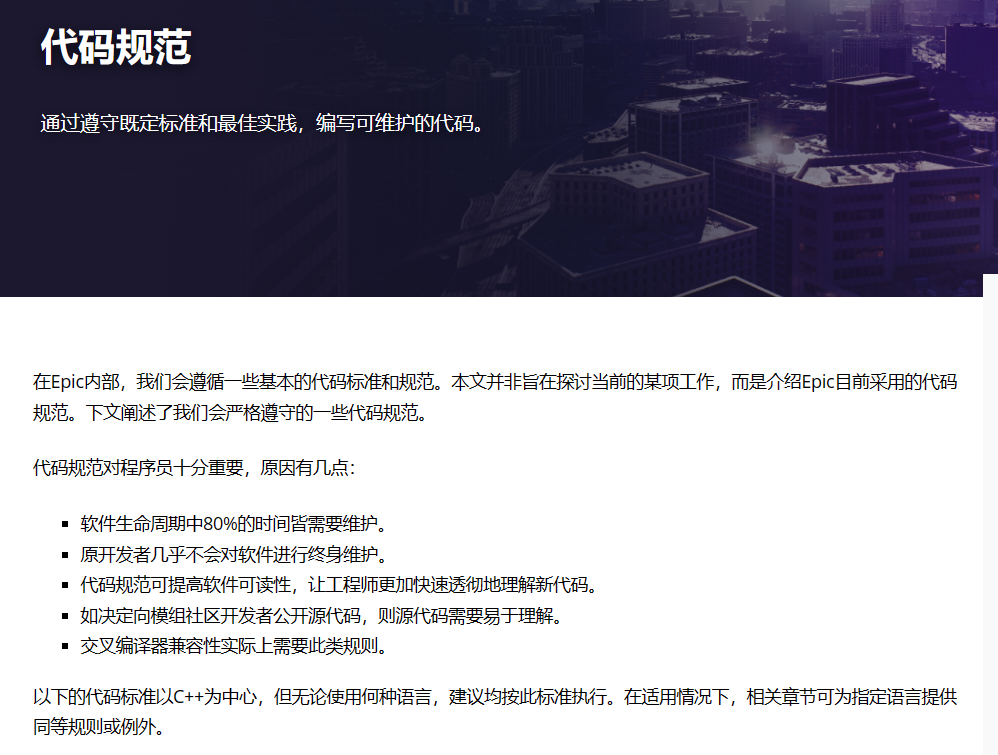 代码规范
通过遵守既定标准和最佳实践，编写可维护的代码。
在Epic内部，我们会遵循一些基本的代码标准和规范。本文并非旨在探讨当前的某项工作，而是介绍Epic目前采用的代码
规范。下文阐述了我们会严格遵守的一些代码规范。
代码规范对程序员十分重要，原因有几点：
▪ 软件生命周期中80%的时间皆需要维护。
▪ 原开发者几乎不会对软件进行终身维护。
▪ 代码规范可提高软件可读性，让工程师更加快速透彻地理解新代码。
▪ 如决定向模组社区开发者公开源代码，则源代码需要易于理解。
▪ 交叉编译器兼容性实际上需要此类规则。
以下的代码标准以C++为中心，但无论使用何种语言，建议均按此标准执行。在适用情况下，相关章节可为指定语言提供
同等规则或例外。